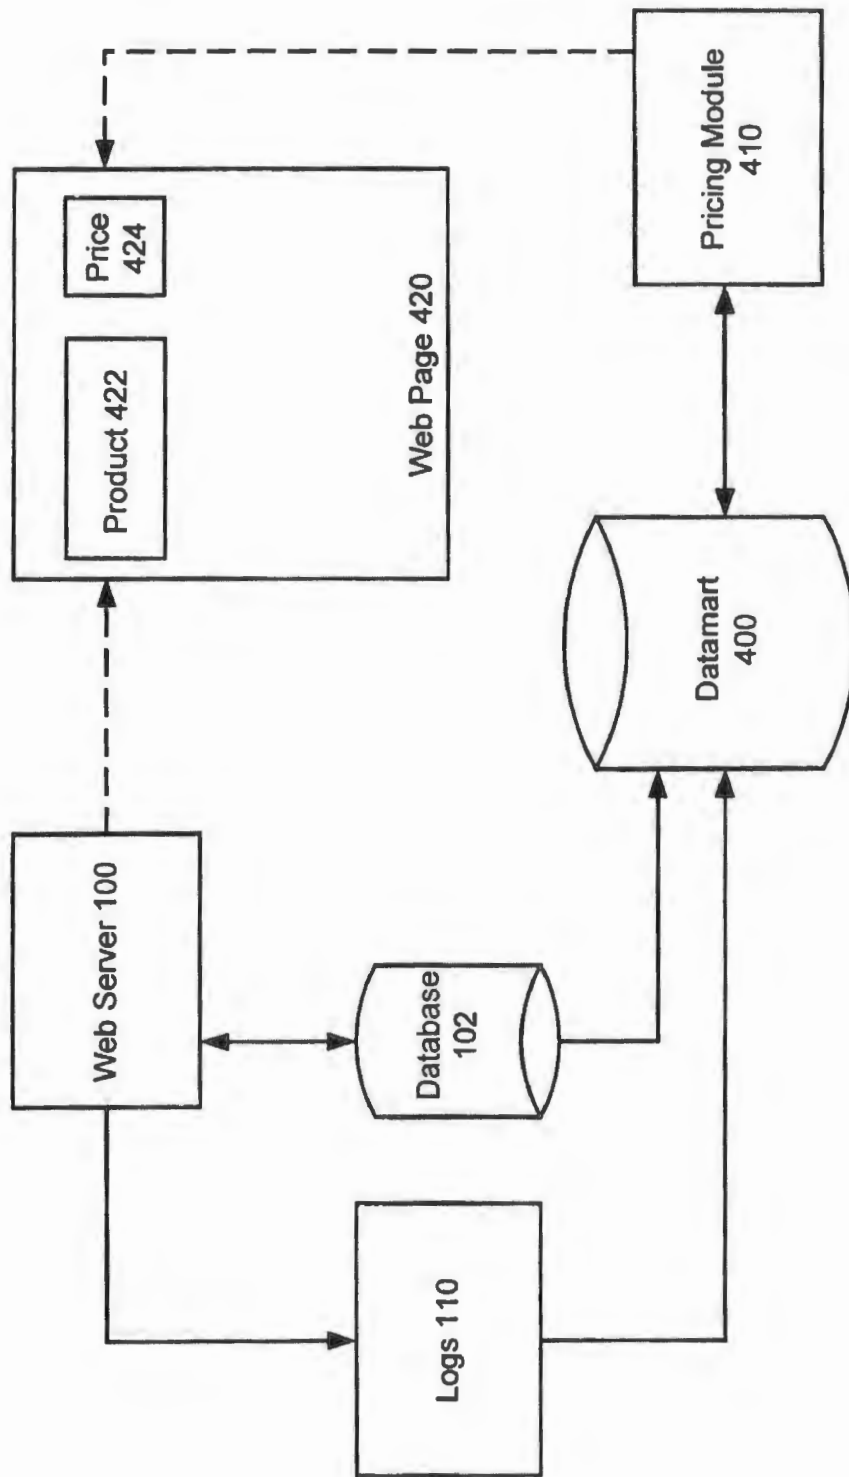 Web Server 100
Product 422
Price
424
Web Page 420
Logs 110
Database
102
Datamart
400
Pricing Module
410